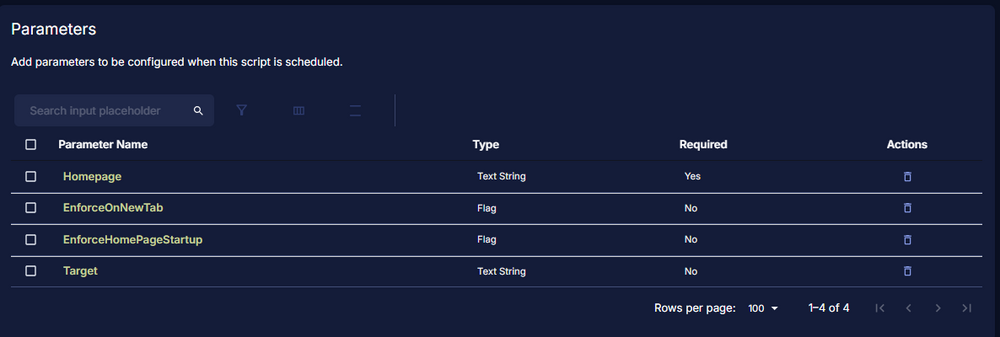 Parameters
Add parameters to be configured when this script is scheduled.
Search input placeholder
Parameter Name Type Required Actions
Homepage Text String Yes
EnforceOnNewTab Flag No
EnforceHomePageStartup Flag No
Target Text String No
Rows per page: 100 1–4 of 4